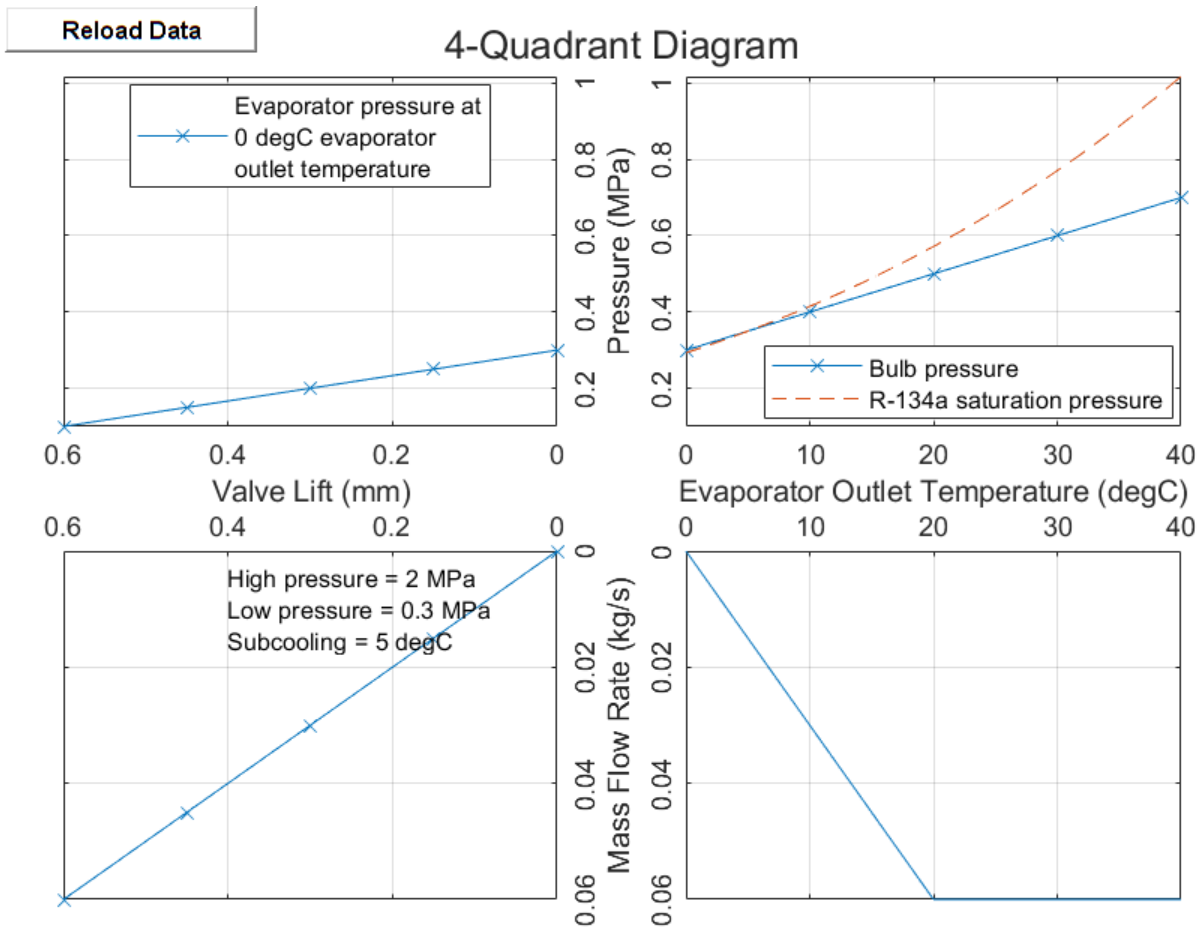 Reload Data
4-Quadrant Diagram
Evaporator pressure at
0 degC evaporator
outlet temperature
1
0.8
0.6
0.4
0.2
Pressure (MPa)
0.6 0.4 0.2 0
Valve Lift (mm)
1
0.8
0.6
0.4
0.2
Bulb pressure
R-134a saturation pressure
0 10 20 30 40
Evaporator Outlet Temperature (degC)
0.6 0.4 0.2 0
High pressure = 2 MPa
Low pressure = 0.3 MPa
Subcooling = 5 degC
0
0.02
0.04
0.06
Mass Flow Rate (kg/s)
0 10 20 30 40
0
0.02
0.04
0.06